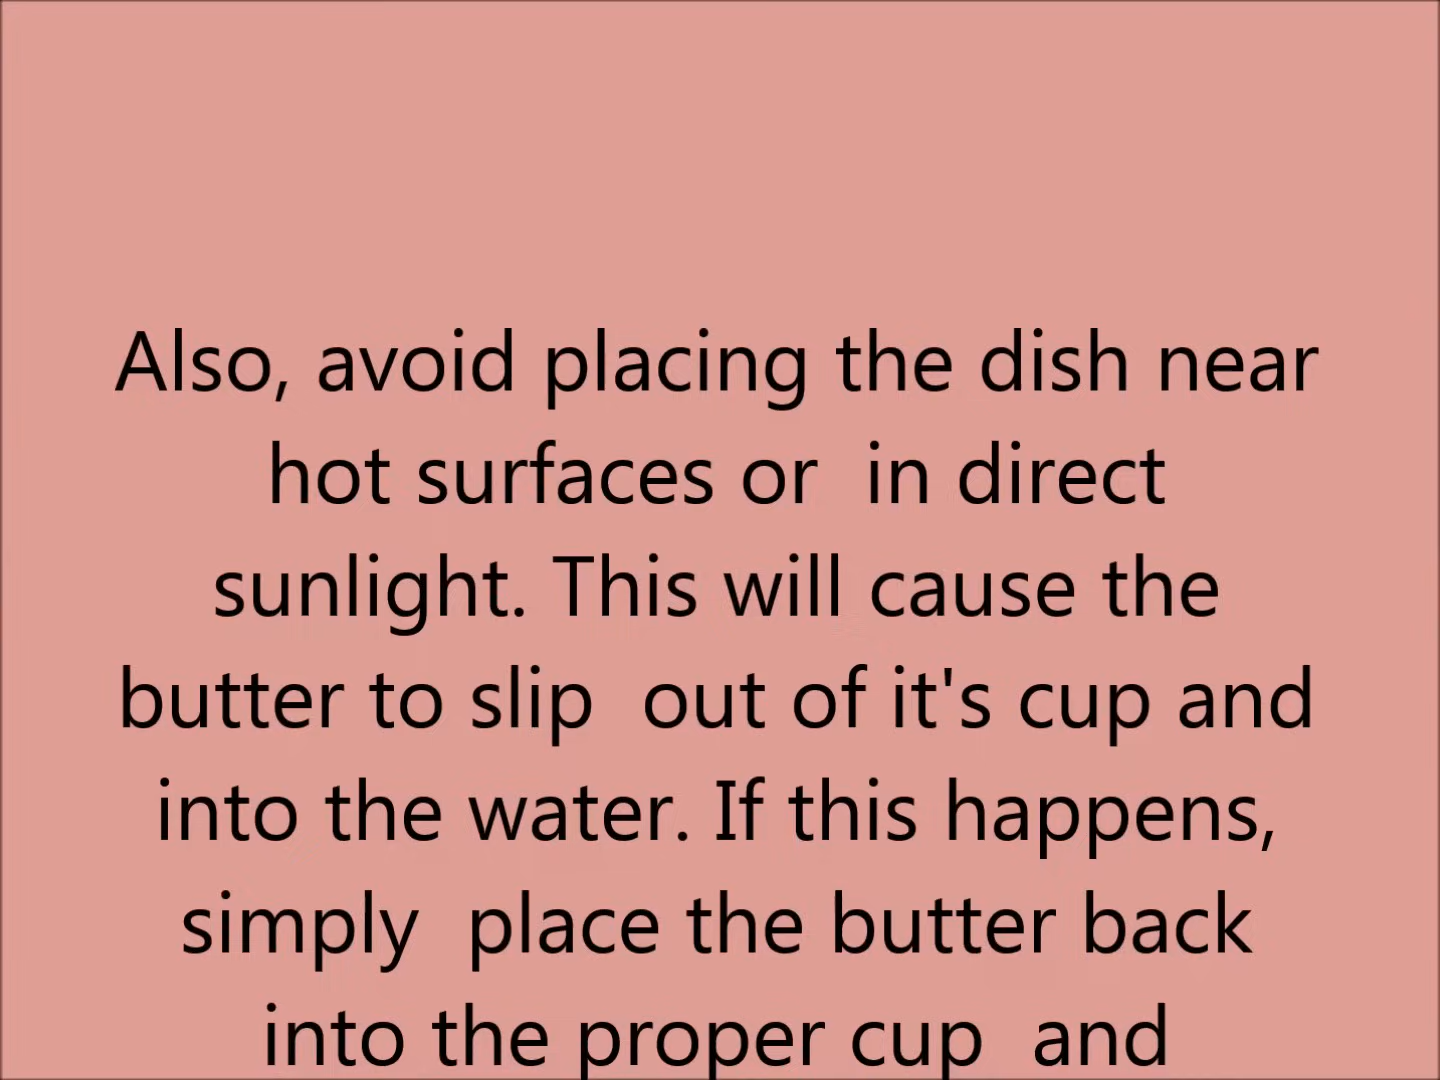 Also, avoid placing the dish near
hot surfaces or  in direct
sunlight. This will cause the
butter to slip  out of it's cup and
into the water. If this happens,
simply  place the butter back
into the proper cup  and